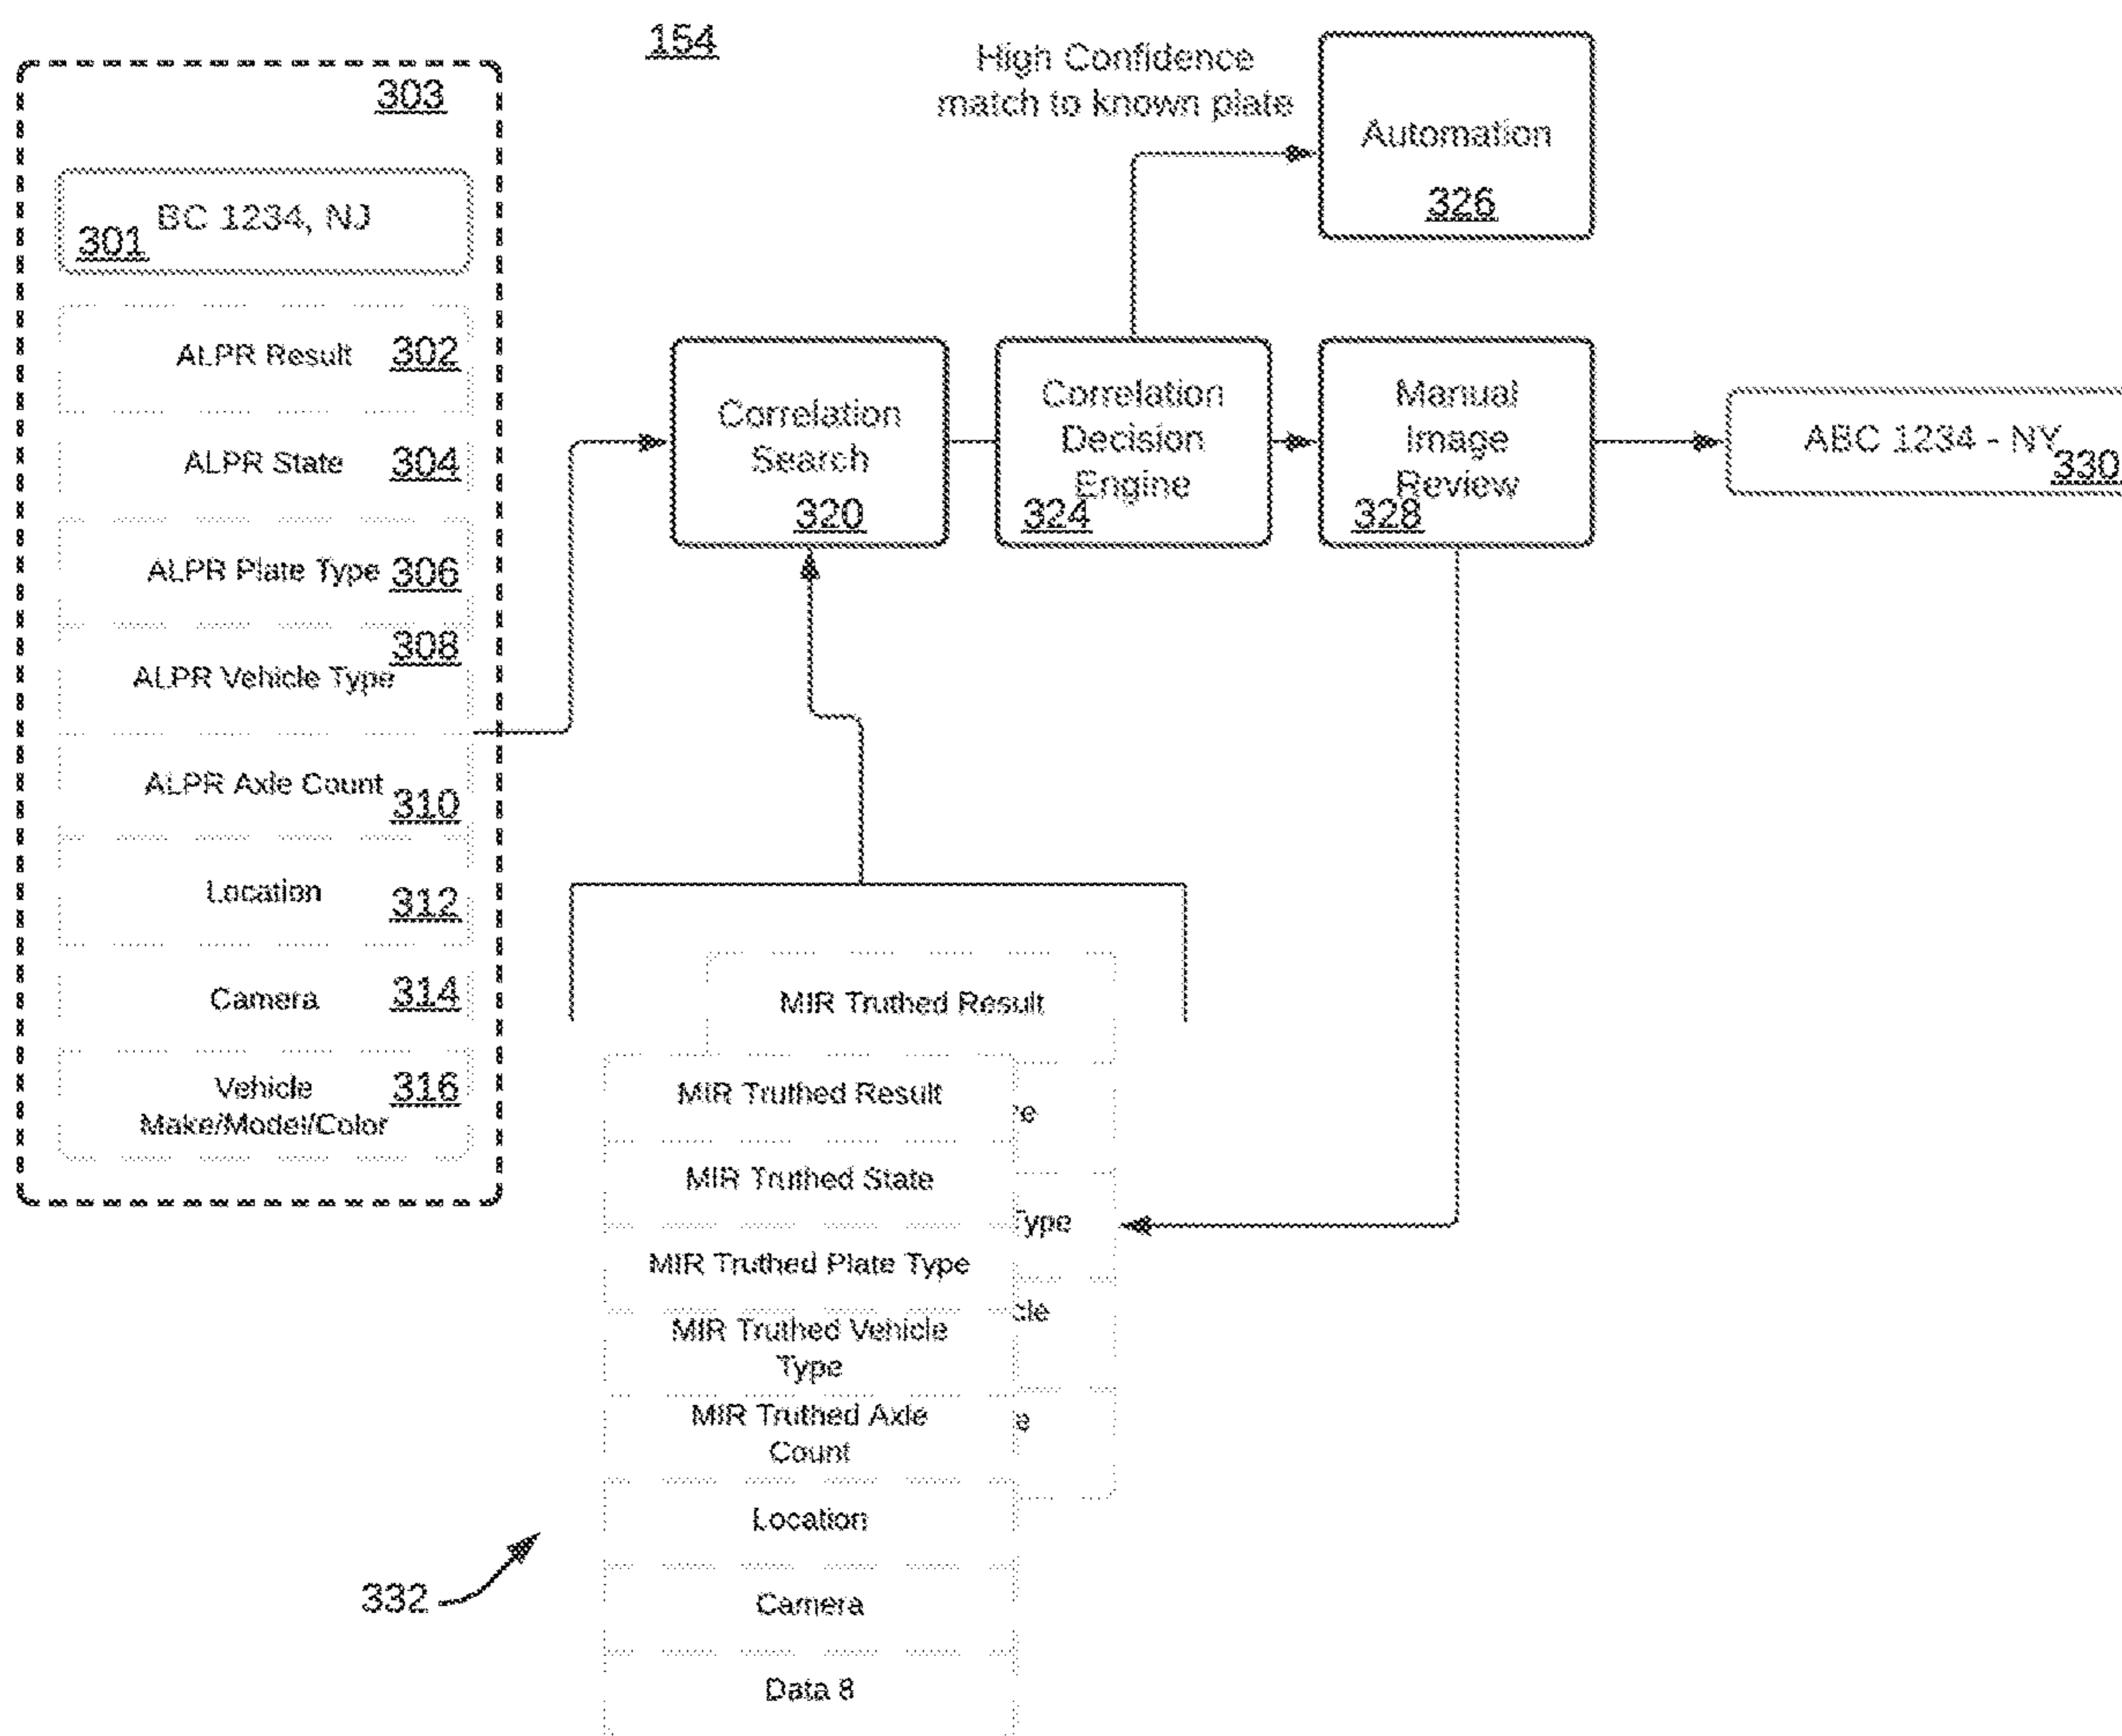 154
High Confidence
match to known plate
303
BC 1234, NJ
301
ALPR Result 302
ALPR State 304
ALPR Plate Type 306
308
ALPR Vehicle Type
ALPR Axle Count
310
Location
312
Camera 314
Vehicle 316
Make/Model/Color
Correlation
Search
320
Correlation
Decision
Engine
324
Automation
326
Manual
Image
Review
328
ABC 1234 - NY
330
MIR Truthed Result
MIR Truthed Result
MIR Truthed State
MIR Truthed Plate Type
Type
MIR Truthed Vehicle
Type
cle
MIR Truthed Axle
Count
e
Location
Camera
Data 8
332